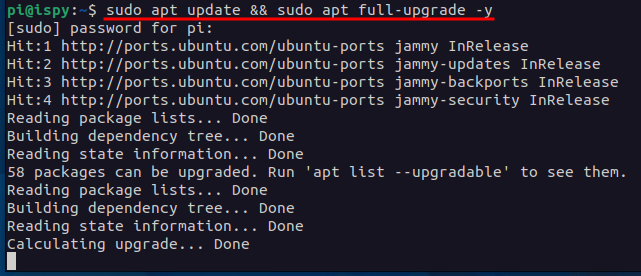 pi@ispy:~$ sudo apt update && sudo apt full-upgrade -y
[sudo] password for pi:
Hit:1 http://ports.ubuntu.com/ubuntu-ports jammy InRelease
Hit:2 http://ports.ubuntu.com/ubuntu-ports jammy-updates InRelease
Hit:3 http://ports.ubuntu.com/ubuntu-ports jammy-backports InRelease
Hit:4 http://ports.ubuntu.com/ubuntu-ports jammy-security InRelease
Reading package lists... Done
Building dependency tree... Done
Reading state information... Done
58 packages can be upgraded. Run 'apt list --upgradable' to see them.
Reading package lists... Done
Building dependency tree... Done
Reading state information... Done
Calculating upgrade... Done